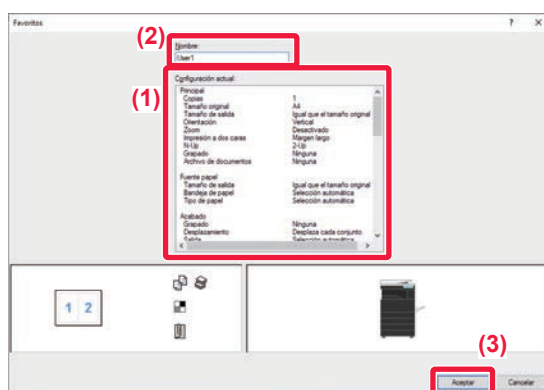 Favoritos ? X
(2)
Nombre:
User1
(1)
Configuración actual:
Principal
Copias 1
Tamaño original A4
Tamaño de salida Igual que el tamaño original
Orientación Vertical
Zoom Desactivado
Impresión a dos caras Margen largo
N-Up 2-Up
Grapado Ninguna
Archivo de documentos Ninguna
Fuente papel
Tamaño de salida Igual que el tamaño original
Bandeja de papel Selección automática
Tipo de papel Selección automática
Acabado
Grapado Ninguna
Desplazamiento Desplaza cada conjunto
Salida Selección automática
1 2
(3)
Aceptar Cancelar